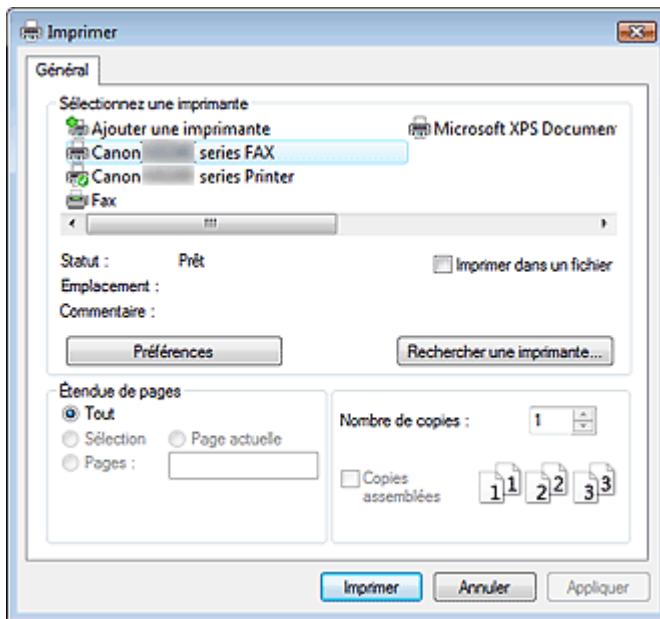 Imprimer
Général
Sélectionnez une imprimante
Ajouter une imprimante
Microsoft XPS Documen
Canon series FAX
Canon series Printer
Fax
Statut : Prêt
Imprimer dans un fichier
Emplacement :
Commentaire :
Préférences
Rechercher une imprimante...
Étendue de pages
Tout
Sélection
Page actuelle
Pages :
Nombre de copies : 1
Copies
assemblées
1 1 2 2 3 3
Imprimer
Annuler
Appliquer